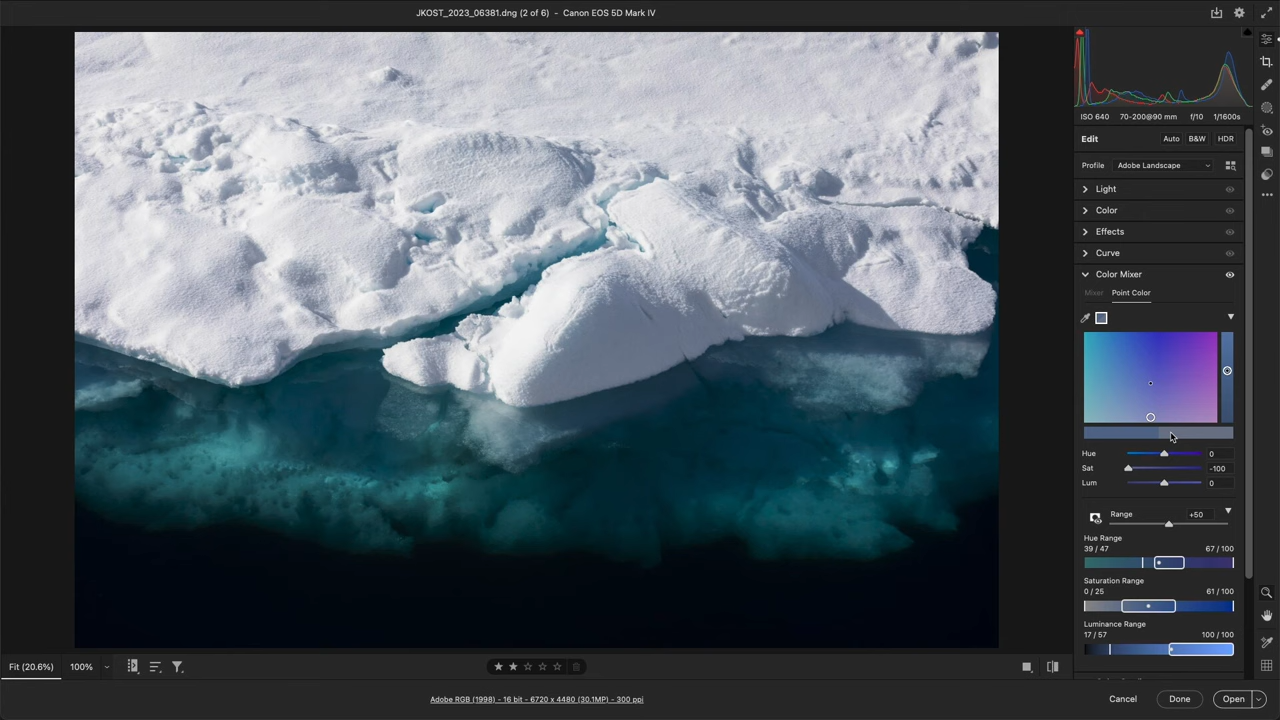 JKOST_2023_06381.dng (2 of 6) - Canon EOS 5D Mark IV
ISO 640 70-200@90 mm f/10 1/1600s
Edit Auto B&W HDR
Profile Adobe Landscape
Light
Color
Effects
Curve
Color Mixer
Mixer Point Color
Hue 0
Sat -100
Lum 0
Range +50
Hue Range
39 / 47 67 / 100
Saturation Range
0 / 25 61 / 100
Luminance Range
17 / 57 100 / 100
Fit (20.6%) 100%
Adobe RGB (1998) - 16 bit - 6720 x 4480 (30.1MP) - 300 ppi
Cancel Done Open